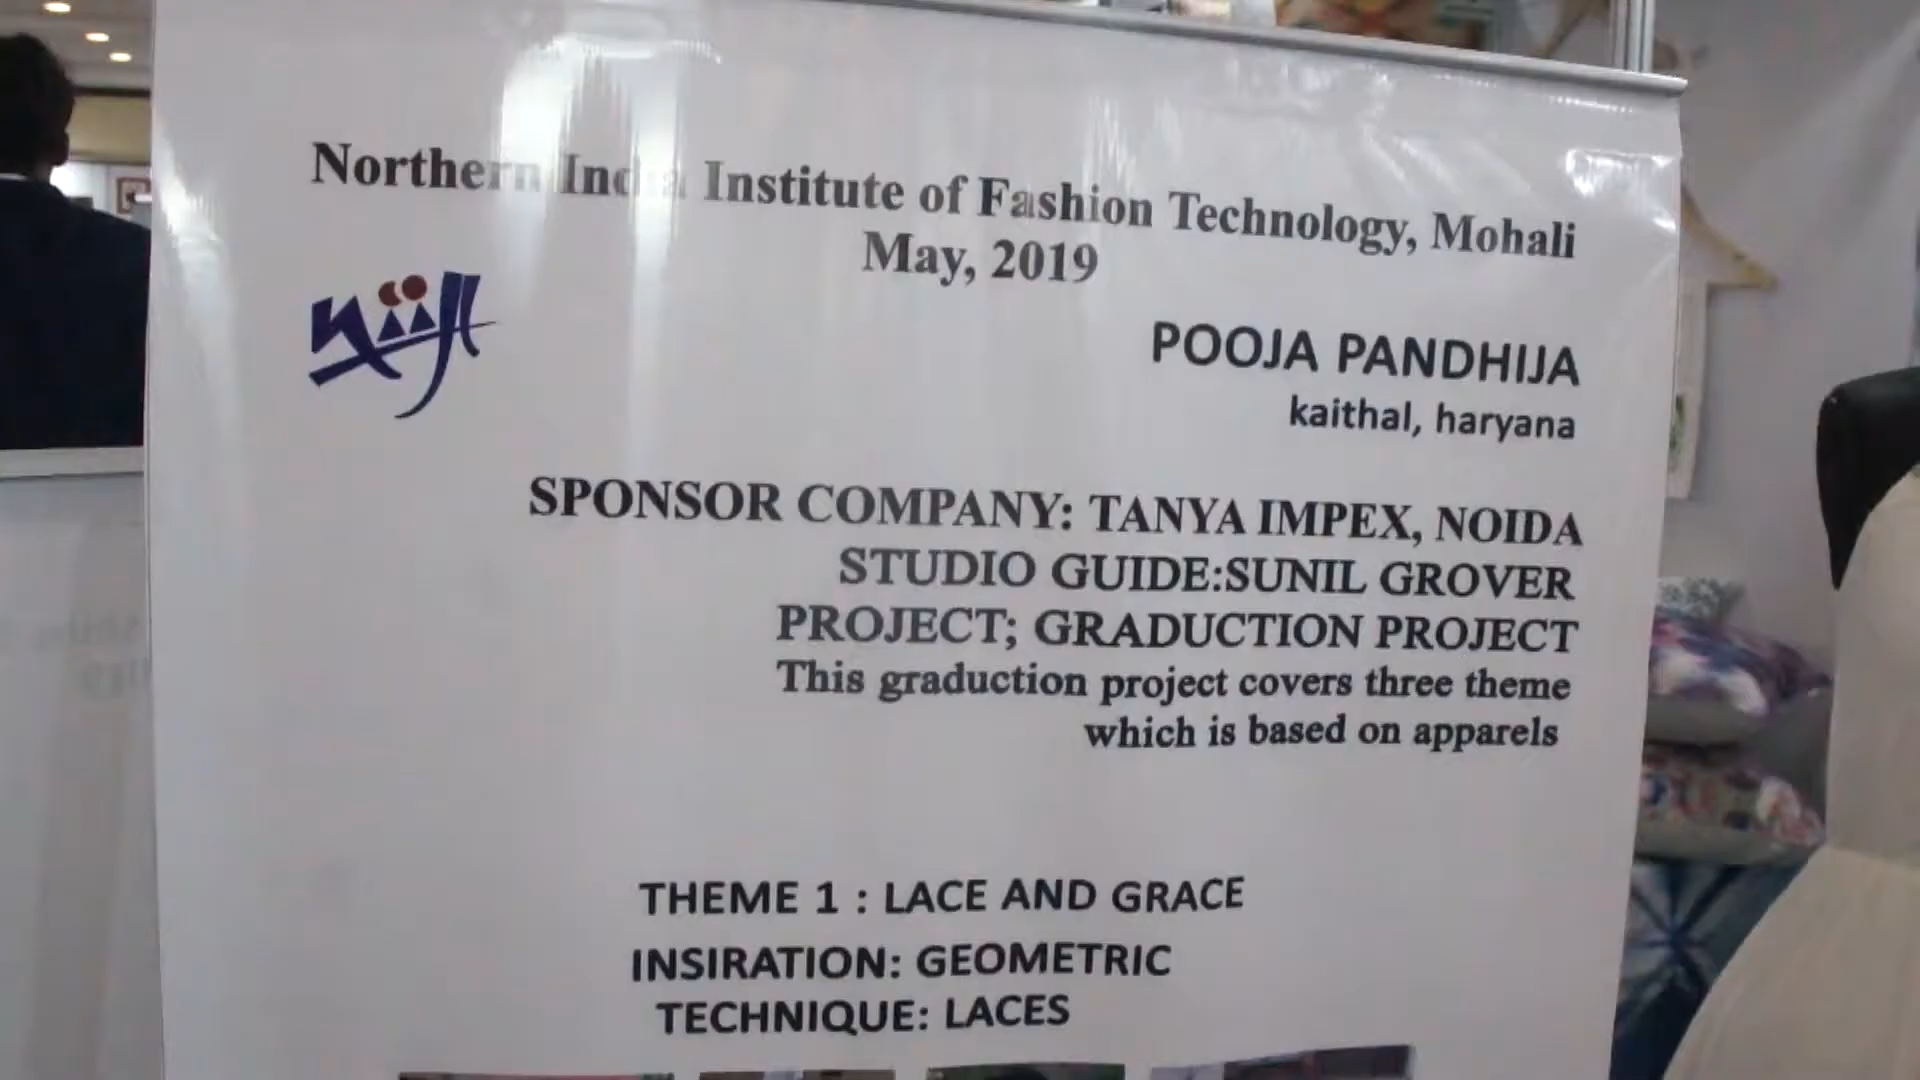 Northern India Institute of Fashion Technology, Mohali
May, 2019
niift
POOJA PANDHIJA
kaithal, haryana
SPONSOR COMPANY: TANYA IMPEX, NOIDA
STUDIO GUIDE:SUNIL GROVER
PROJECT; GRADUCTION PROJECT
This graduction project covers three theme
which is based on apparels
THEME 1 : LACE AND GRACE
INSIRATION: GEOMETRIC
TECHNIQUE: LACES